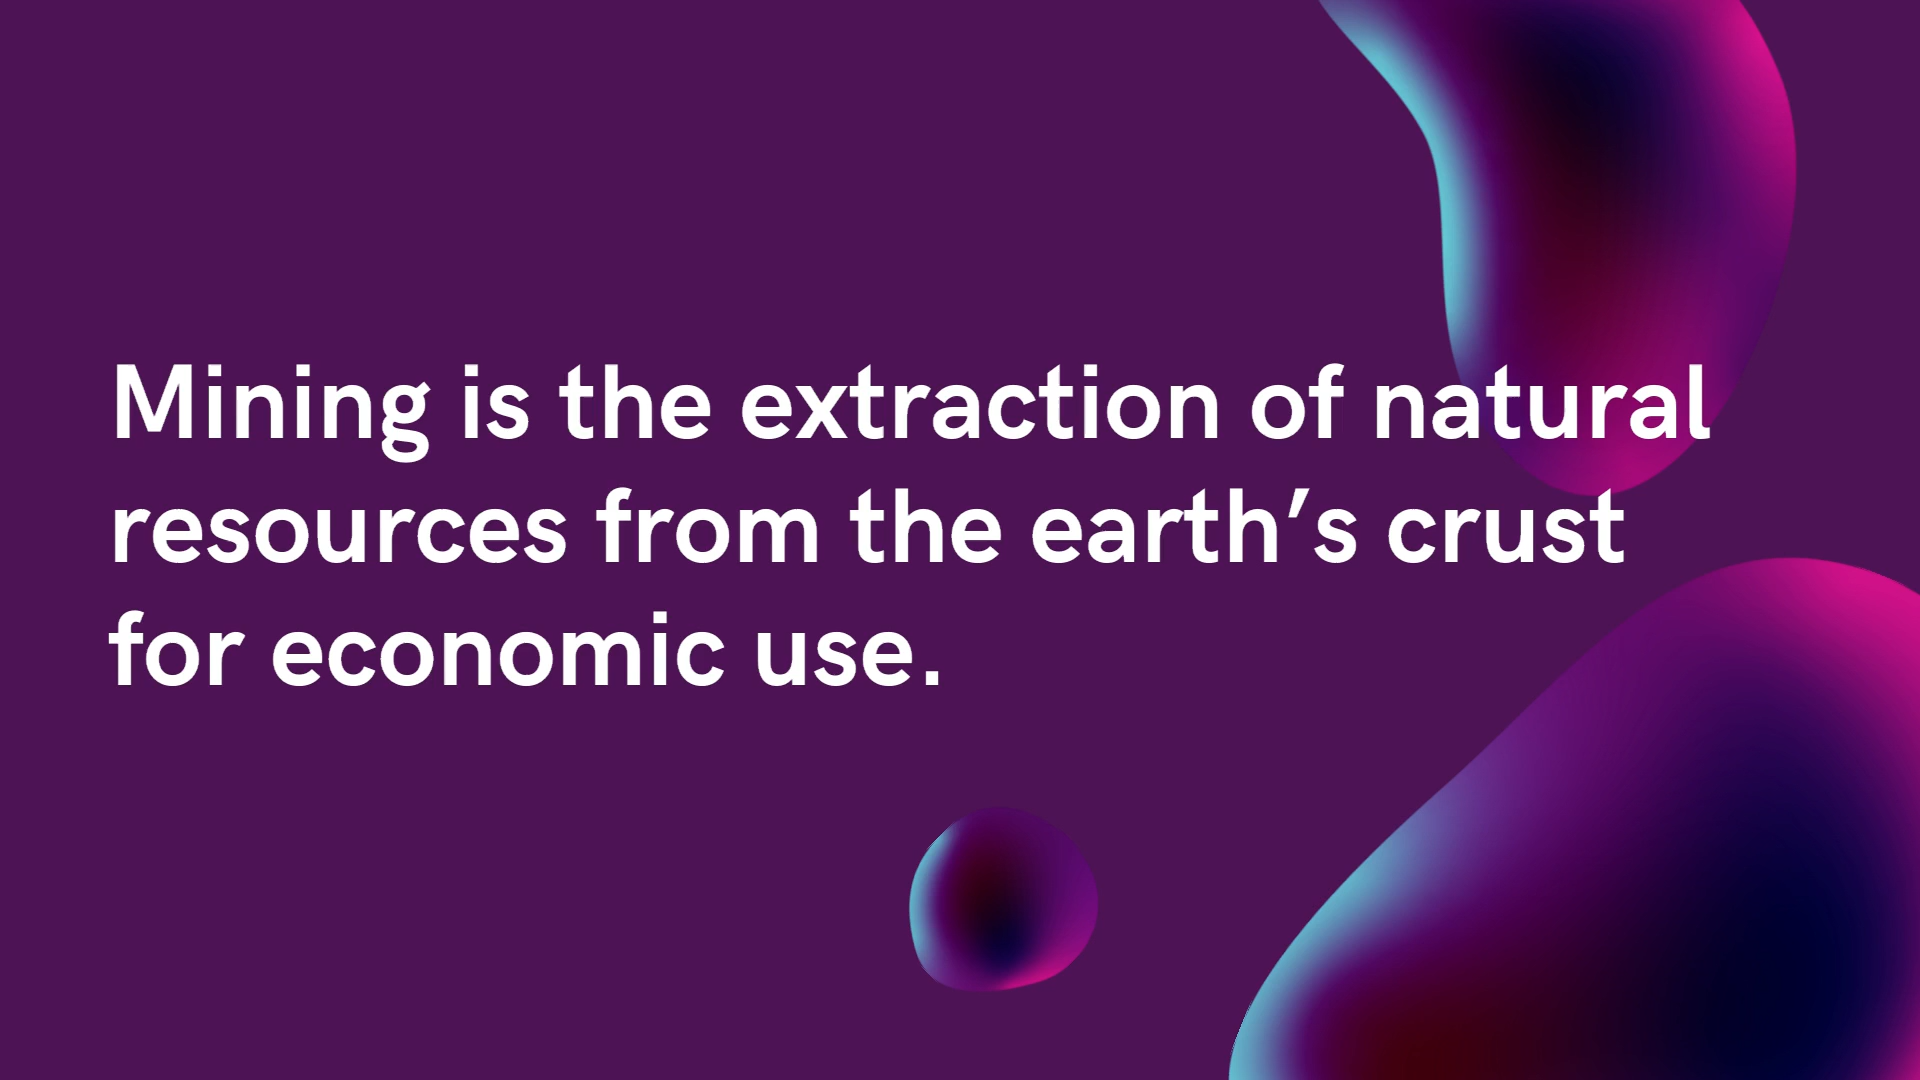 Mining is the extraction of natural
resources from the earth’s crust
for economic use.